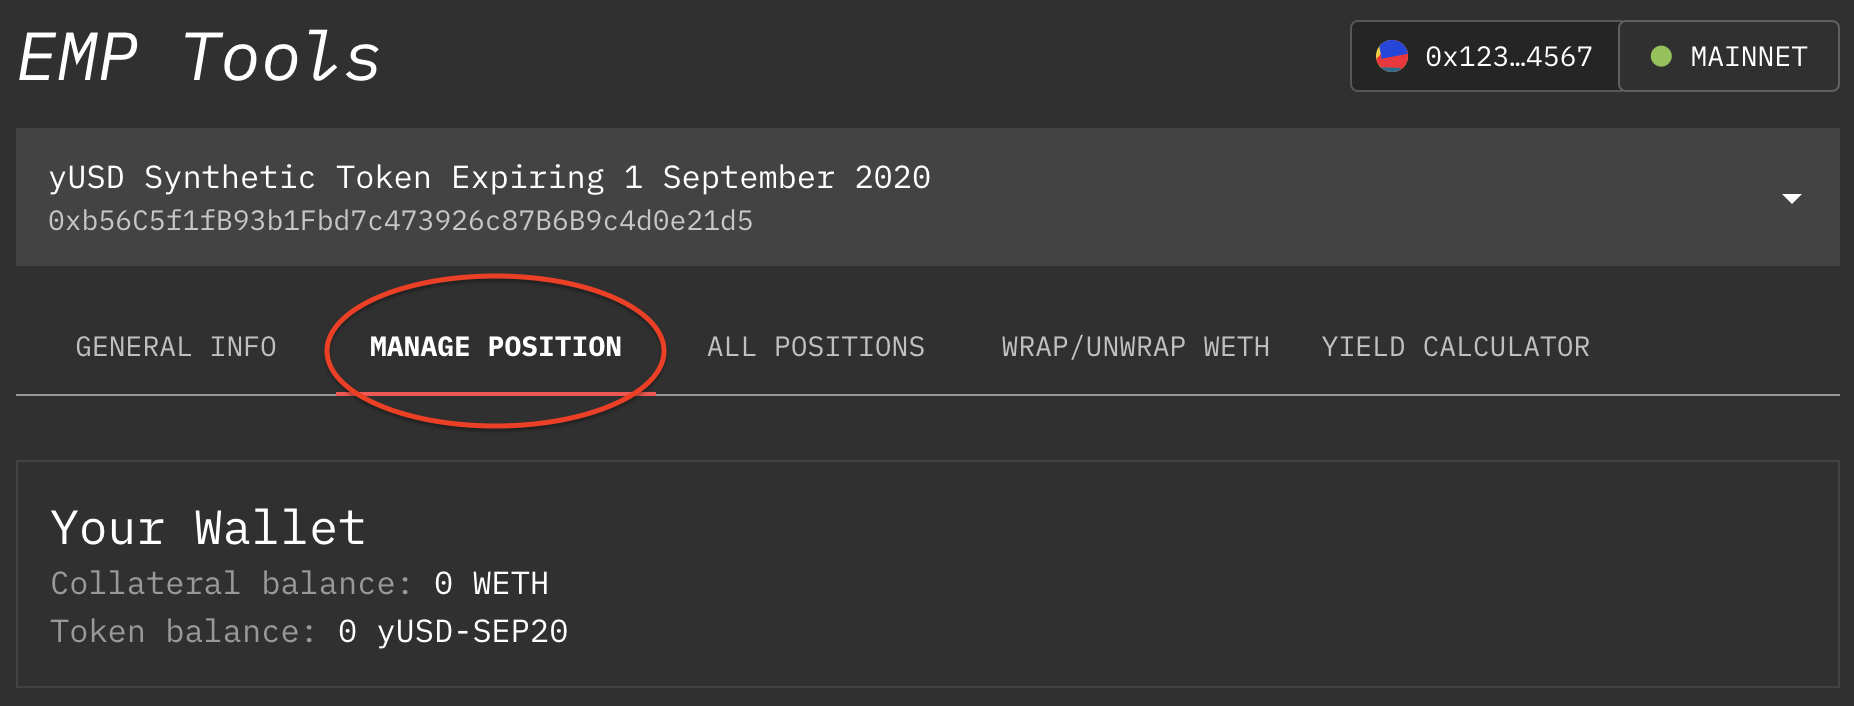 EMP Tools
0x123…4567
MAINNET
yUSD Synthetic Token Expiring 1 September 2020
0xb56C5f1fB93b1Fbd7c473926c87B6B9c4d0e21d5
GENERAL INFO
MANAGE POSITION
ALL POSITIONS
WRAP/UNWRAP WETH
YIELD CALCULATOR
Your Wallet
Collateral balance: 0 WETH
Token balance: 0 yUSD-SEP20